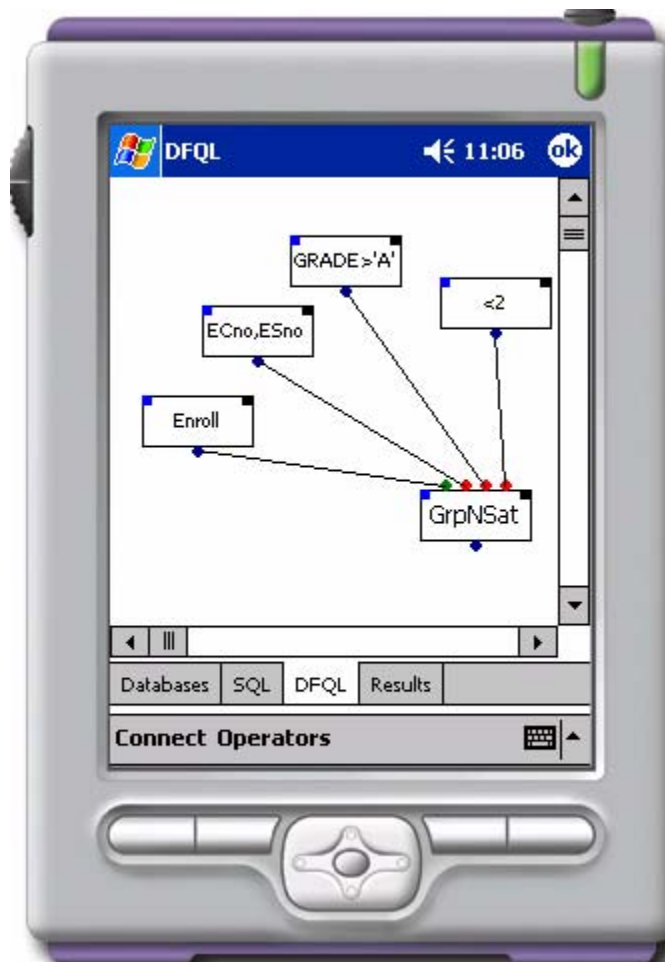 DFQL 11:06 ok
GRADE>'A'
<2
ECno,ESno
Enroll
GrpNSat
Databases SQL DFQL Results
Connect Operators